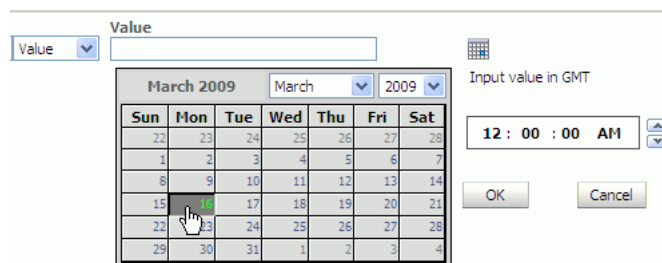 Value
Value
Input value in GMT
March 2009 March 2009
Sun Mon Tue Wed Thu Fri Sat
22 23 24 25 26 27 28
1 2 3 4 5 6 7
8 9 10 11 12 13 14
15 16 17 18 19 20 21
22 23 24 25 26 27 28
29 30 31 1 2 3 4
12 : 00 : 00 AM
OK Cancel